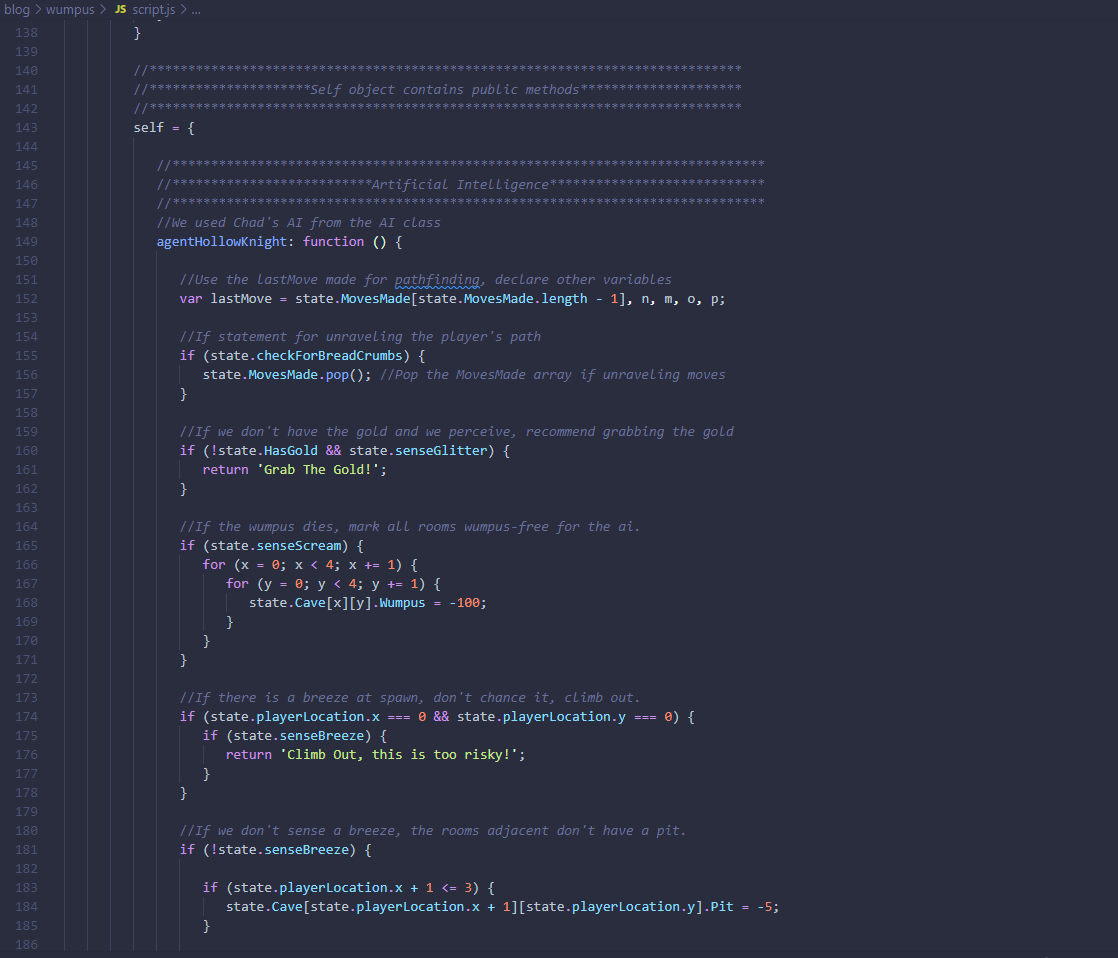 blog > wumpus > JS script.js > ...
138 }
139
140 //*****************************************************************************
141 //*********************Self object contains public methods*********************
142 //*****************************************************************************
143 self = {
144
145 //*****************************************************************************
146 //**************************Artificial Intelligence****************************
147 //*****************************************************************************
148 //We used Chad's AI from the AI class
149 agentHollowKnight: function () {
150
151 //Use the lastMove made for pathfinding, declare other variables
152 var lastMove = state.MovesMade[state.MovesMade.length - 1], n, m, o, p;
153
154 //If statement for unraveling the player's path
155 if (state.checkForBreadCrumbs) {
156 state.MovesMade.pop(); //Pop the MovesMade array if unraveling moves
157 }
158
159 //If we don't have the gold and we perceive, recommend grabbing the gold
160 if (!state.HasGold && state.senseGlitter) {
161 return 'Grab The Gold!';
162 }
163
164 //If the wumpus dies, mark all rooms wumpus-free for the ai.
165 if (state.senseScream) {
166 for (x = 0; x < 4; x += 1) {
167 for (y = 0; y < 4; y += 1) {
168 state.Cave[x][y].Wumpus = -100;
169 }
170 }
171 }
172
173 //If there is a breeze at spawn, don't chance it, climb out.
174 if (state.playerLocation.x === 0 && state.playerLocation.y === 0) {
175 if (state.senseBreeze) {
176 return 'Climb Out, this is too risky!';
177 }
178 }
179
180 //If we don't sense a breeze, the rooms adjacent don't have a pit.
181 if (!state.senseBreeze) {
182
183 if (state.playerLocation.x + 1 <= 3) {
184 state.Cave[state.playerLocation.x + 1][state.playerLocation.y].Pit = -5;
185 }
186